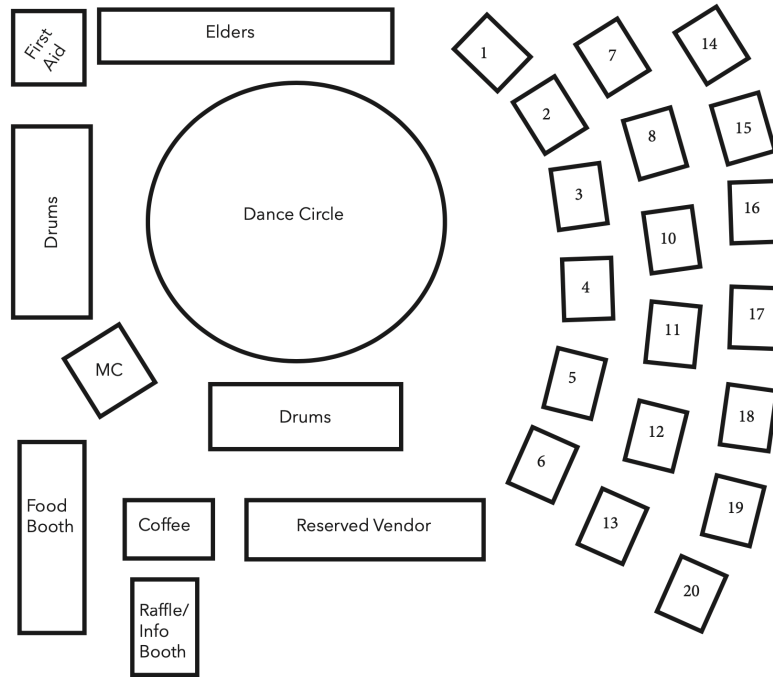 First
Aid
Elders
1
7
14
2
8
15
Drums
Dance Circle
3
10
16
4
11
17
MC
5
12
18
Drums
6
Food
Booth
Coffee
Reserved Vendor
13
19
Raffle/
Info
Booth
20